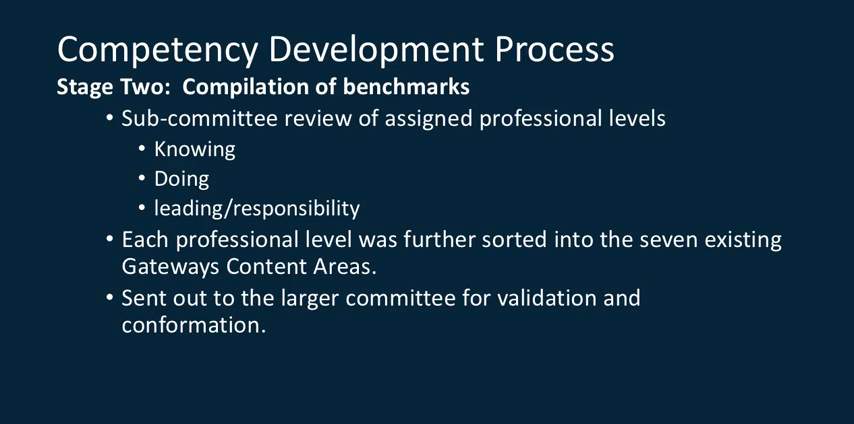 Competency Development Process
Stage Two:  Compilation of benchmarks
• Sub-committee review of assigned professional levels
• Knowing
• Doing
• leading/responsibility
• Each professional level was further sorted into the seven existing
Gateways Content Areas.
• Sent out to the larger committee for validation and
conformation.